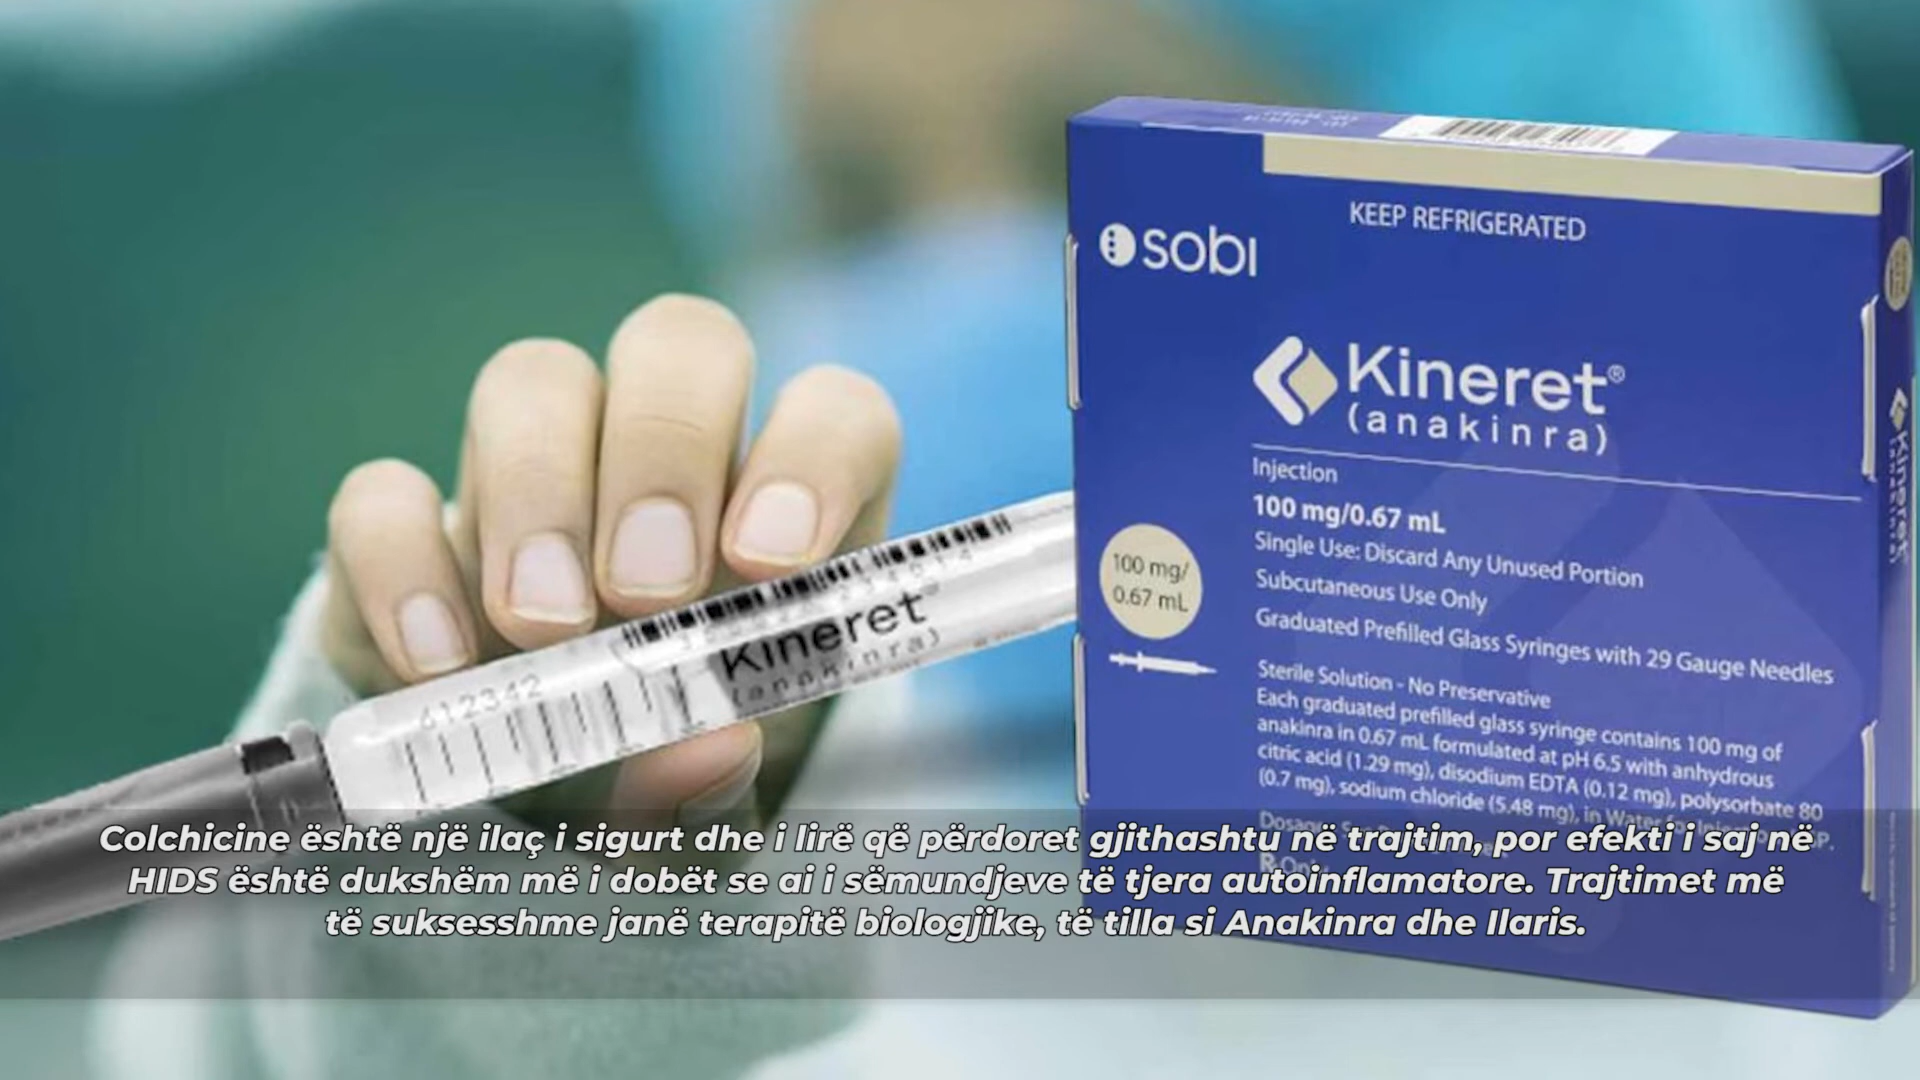 KEEP REFRIGERATED
sobi
Kineret®
(anakinra)
Injection
100 mg/0.67 mL
Single Use: Discard Any Unused Portion
Subcutaneous Use Only
Graduated Prefilled Glass Syringes with 29 Gauge Needles
100 mg/
0.67 mL
Sterile Solution - No Preservative
Each graduated prefilled glass syringe contains 100 mg of
anakinra in 0.67 mL formulated at pH 6.5 with anhydrous
citric acid (1.29 mg), disodium EDTA (0.12 mg), polysorbate 80
(0.7 mg), sodium chloride (5.48 mg), in Water
Kineret
Kineret
(anakinra)
612342
Colchicine është një ilaç i sigurt dhe i lirë që përdoret gjithashtu në trajtim, por efekti i saj në
HIDS është dukshëm më i dobët se ai i sëmundjeve të tjera autoinflamatore. Trajtimet më
të suksesshme janë terapitë biologjike, të tilla si Anakinra dhe Ilaris.